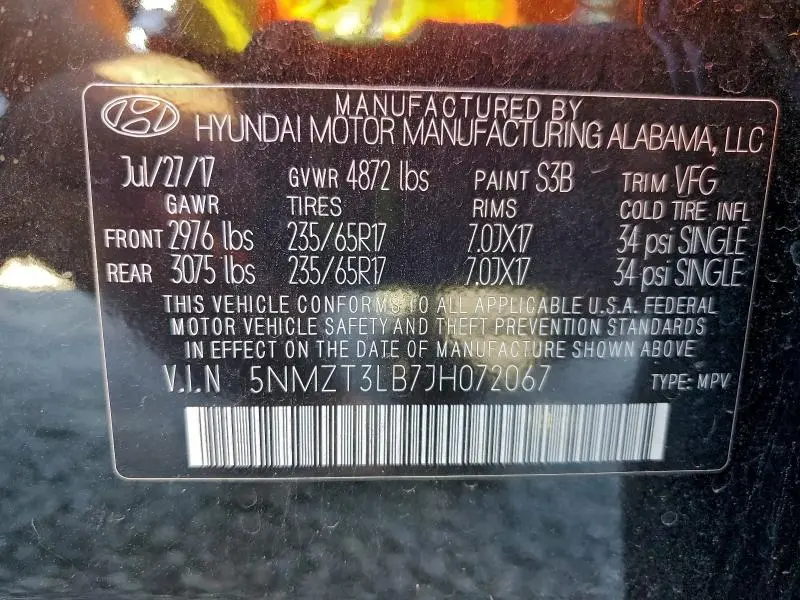 MANUFACTURED BY
HYUNDAI MOTOR MANUFACTURING ALABAMA, LLC
Jul/27/17 GVWR 4872 lbs PAINT S3B TRIM VFG
GAWR TIRES RIMS COLD TIRE INFL
FRONT 2976 lbs 235/65R17 7.0JX17 34 psi SINGLE
REAR 3075 lbs 235/65R17 7.0JX17 34 psi SINGLE
THIS VEHICLE CONFORMS TO ALL APPLICABLE U.S.A. FEDERAL
MOTOR VEHICLE SAFETY AND THEFT PREVENTION STANDARDS
IN EFFECT ON THE DATE OF MANUFACTURE SHOWN ABOVE
V.I.N 5NMZT3LB7JH072067 TYPE: MPV